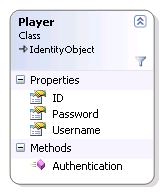 Player
Class
IdentityObject
Properties
ID
Password
Username
Methods
Authentication